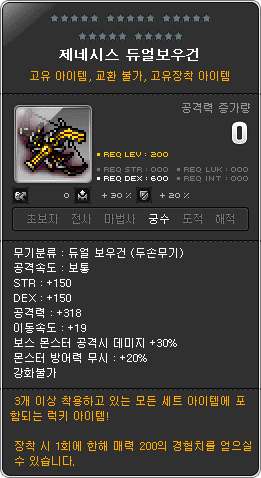 제네시스 듀얼보우건
고유 아이템, 교환 불가, 고유장착 아이템
공격력 증가량
0
REQ LEV : 200
REQ STR : 000 REQ LUK : 000
REQ DEX : 600 REQ INT : 000
0 + 30 % + 20 %
초보자 전사 마법사 궁수 도적 해적
무기분류 : 듀얼 보우건 (두손무기)
공격속도 : 보통
STR : +150
DEX : +150
공격력 : +318
이동속도 : +19
보스 몬스터 공격시 데미지 +30%
몬스터 방어력 무시 : +20%
강화불가
3개 이상 착용하고 있는 모든 세트 아이템에 포
함되는 럭키 아이템!
장착 시 1회에 한해 매력 200의 경험치를 얻으실
수 있습니다.